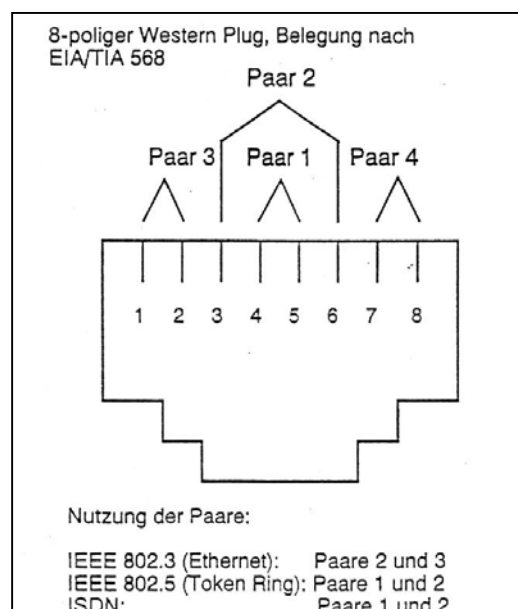 8-poliger Western Plug, Belegung nach
EIA/TIA 568
Paar 2
Paar 3 Paar 1 Paar 4
1 2 3 4 5 6 7 8
Nutzung der Paare:
IEEE 802.3 (Ethernet): Paare 2 und 3
IEEE 802.5 (Token Ring): Paare 1 und 2
ISDN: Paare 1 und 2